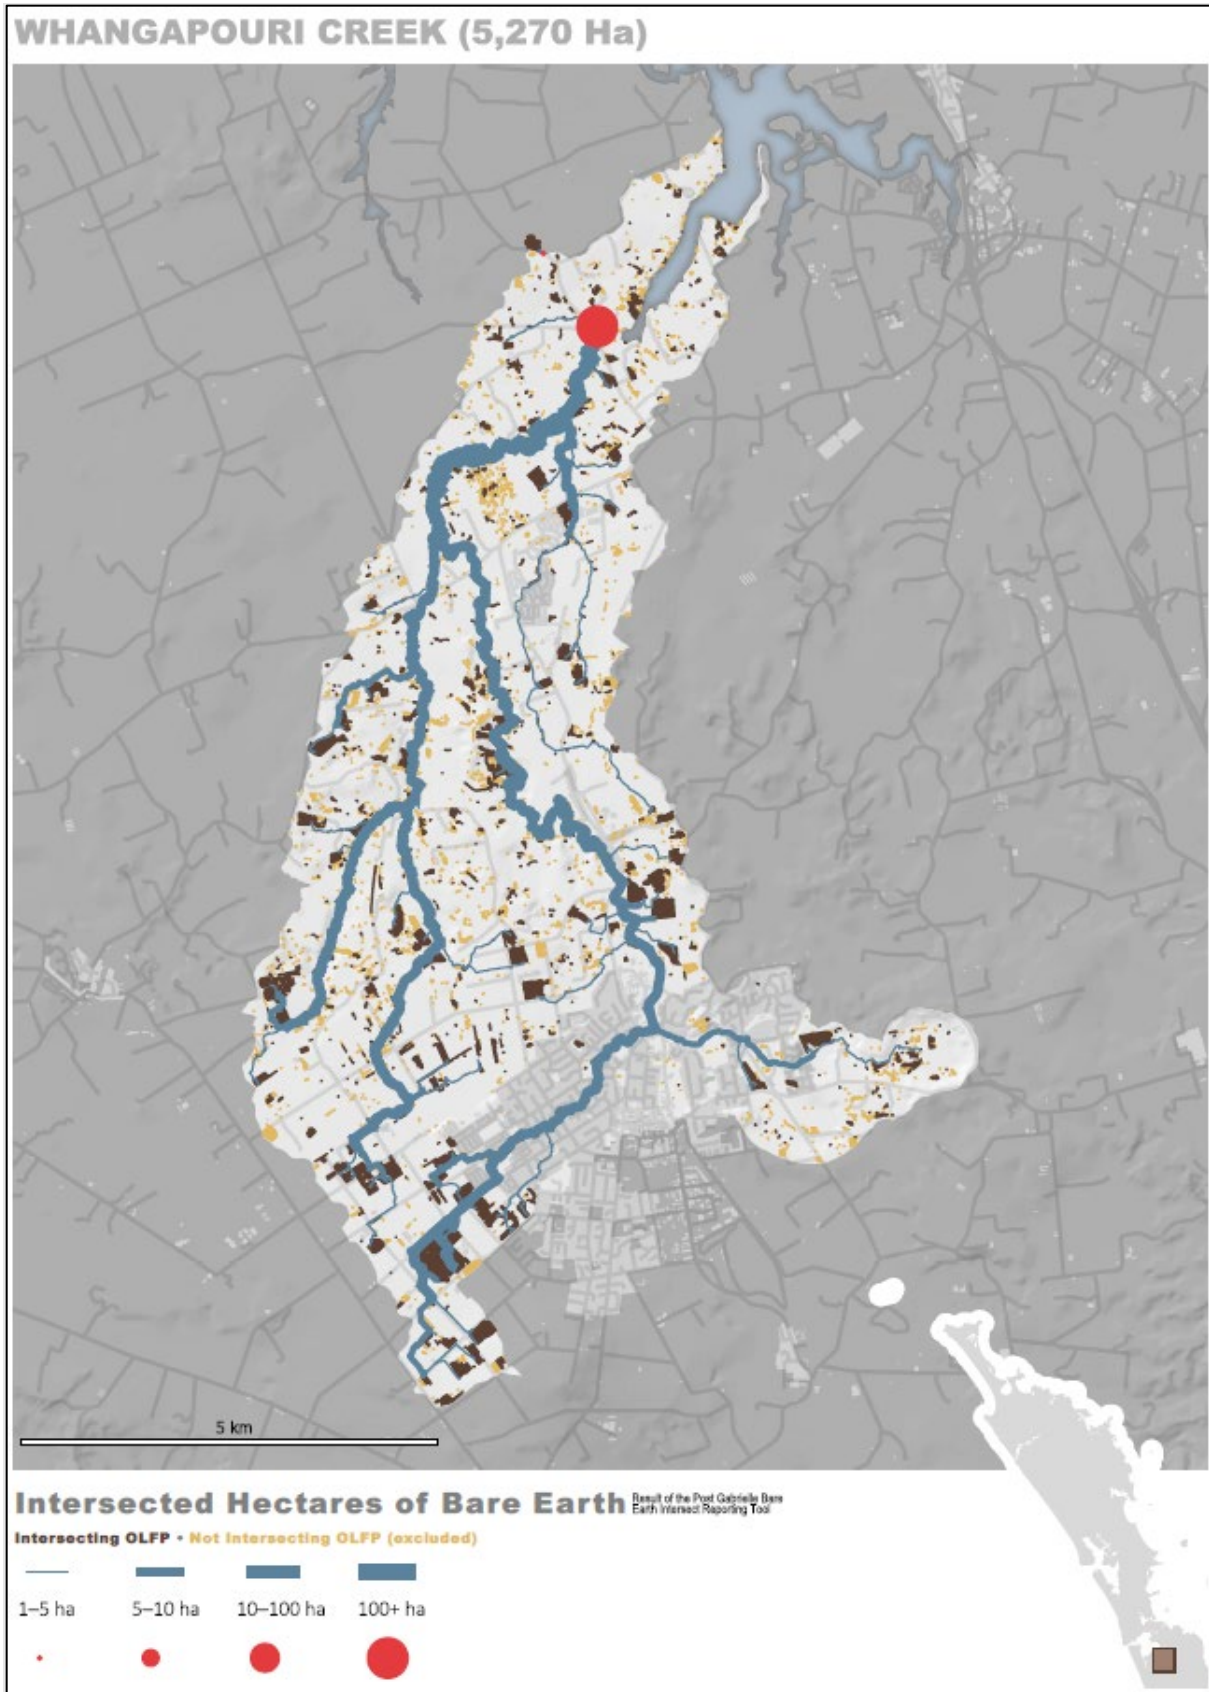 WHANGAPOURI CREEK (5,270 Ha)
5 km
Intersected Hectares of Bare Earth
Result of the Post Gabrielle Bare
Earth Intersect Reporting Tool
Intersecting OLFP • Not Intersecting OLFP (excluded)
1–5 ha 5–10 ha 10–100 ha 100+ ha